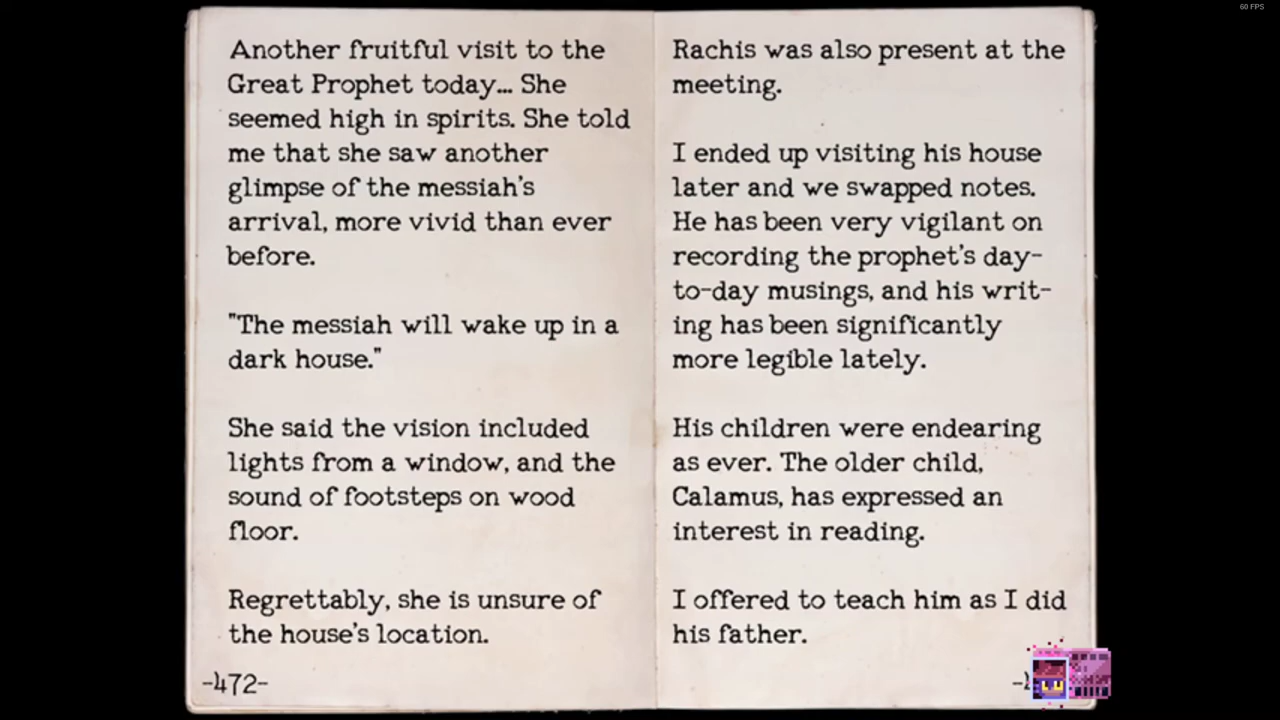 60 FPS
Another fruitful visit to the
Great Prophet today... She
seemed high in spirits. She told
me that she saw another
glimpse of the messiah's
arrival, more vivid than ever
before.
"The messiah will wake up in a
dark house."
She said the vision included
lights from a window, and the
sound of footsteps on wood
floor.
Regrettably, she is unsure of
the house's location.
-472-
Rachis was also present at the
meeting.
I ended up visiting his house
later and we swapped notes.
He has been very vigilant on
recording the prophet's day-
to-day musings, and his writ-
ing has been significantly
more legible lately.
His children were endearing
as ever. The older child,
Calamus, has expressed an
interest in reading.
I offered to teach him as I did
his father.